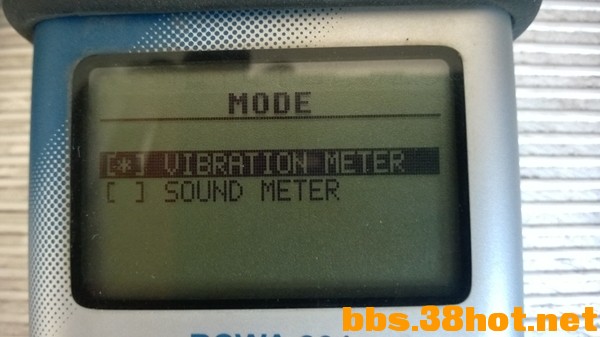 MODE
[*] VIBRATION METER
[ ] SOUND METER
bbs.38hot.net